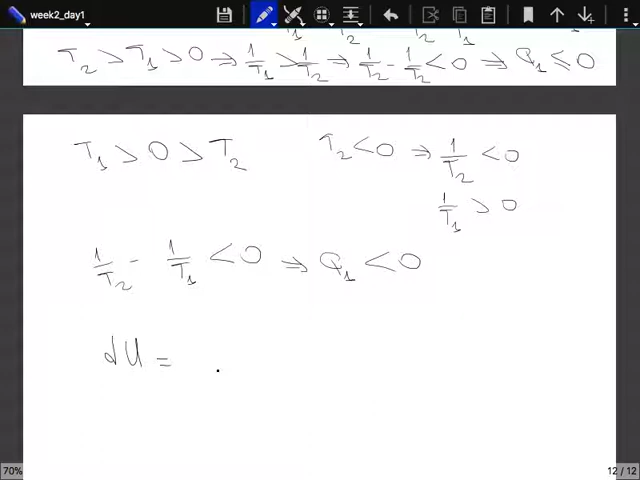 week2_day1
T₂ > T₁ > 0 ⇒ 1/T₁ > 1/T₂ ⇒ 1/T₂ - 1/T₂ < 0 ⇒ Q₁ ≤ 0
T₁ > 0 > T₂
T₂ < 0 ⇒ 1/T₂ < 0
1/T₁ > 0
1/T₂ - 1/T₁ < 0 ⇒ Q₁ < 0
dU =
70%
12 / 12